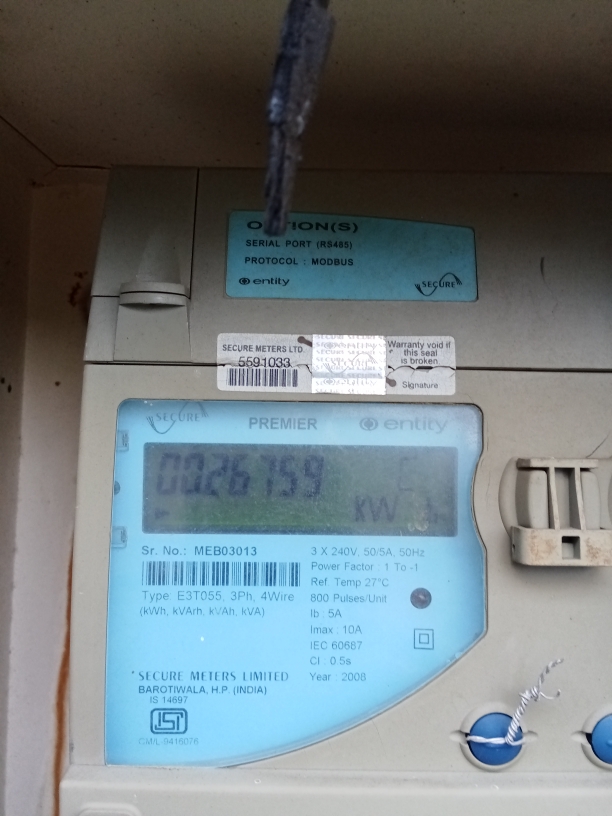 OPTION(S)
SERIAL PORT (RS485)
PROTOCOL : MODBUS
entity
SECURE
SECURE METERS LTD.
5591033
Warranty void if
this seal
is broken.
Signature
SECURE
PREMIER
entity
0026759 C
kW h
Sr. No.: MEB03013
Type: E3T055, 3Ph, 4Wire
(kWh, kVArh, kVAh, kVA)
3 X 240V, 50/5A, 50Hz
Power Factor : 1 To -1
Ref. Temp 27°C
800 Pulses/Unit
Ib : 5A
Imax : 10A
IEC 60687
Cl : 0.5s
Year : 2008
SECURE METERS LIMITED
BAROTIWALA, H.P. (INDIA)
IS 14697
ISI
CM/L-9416076